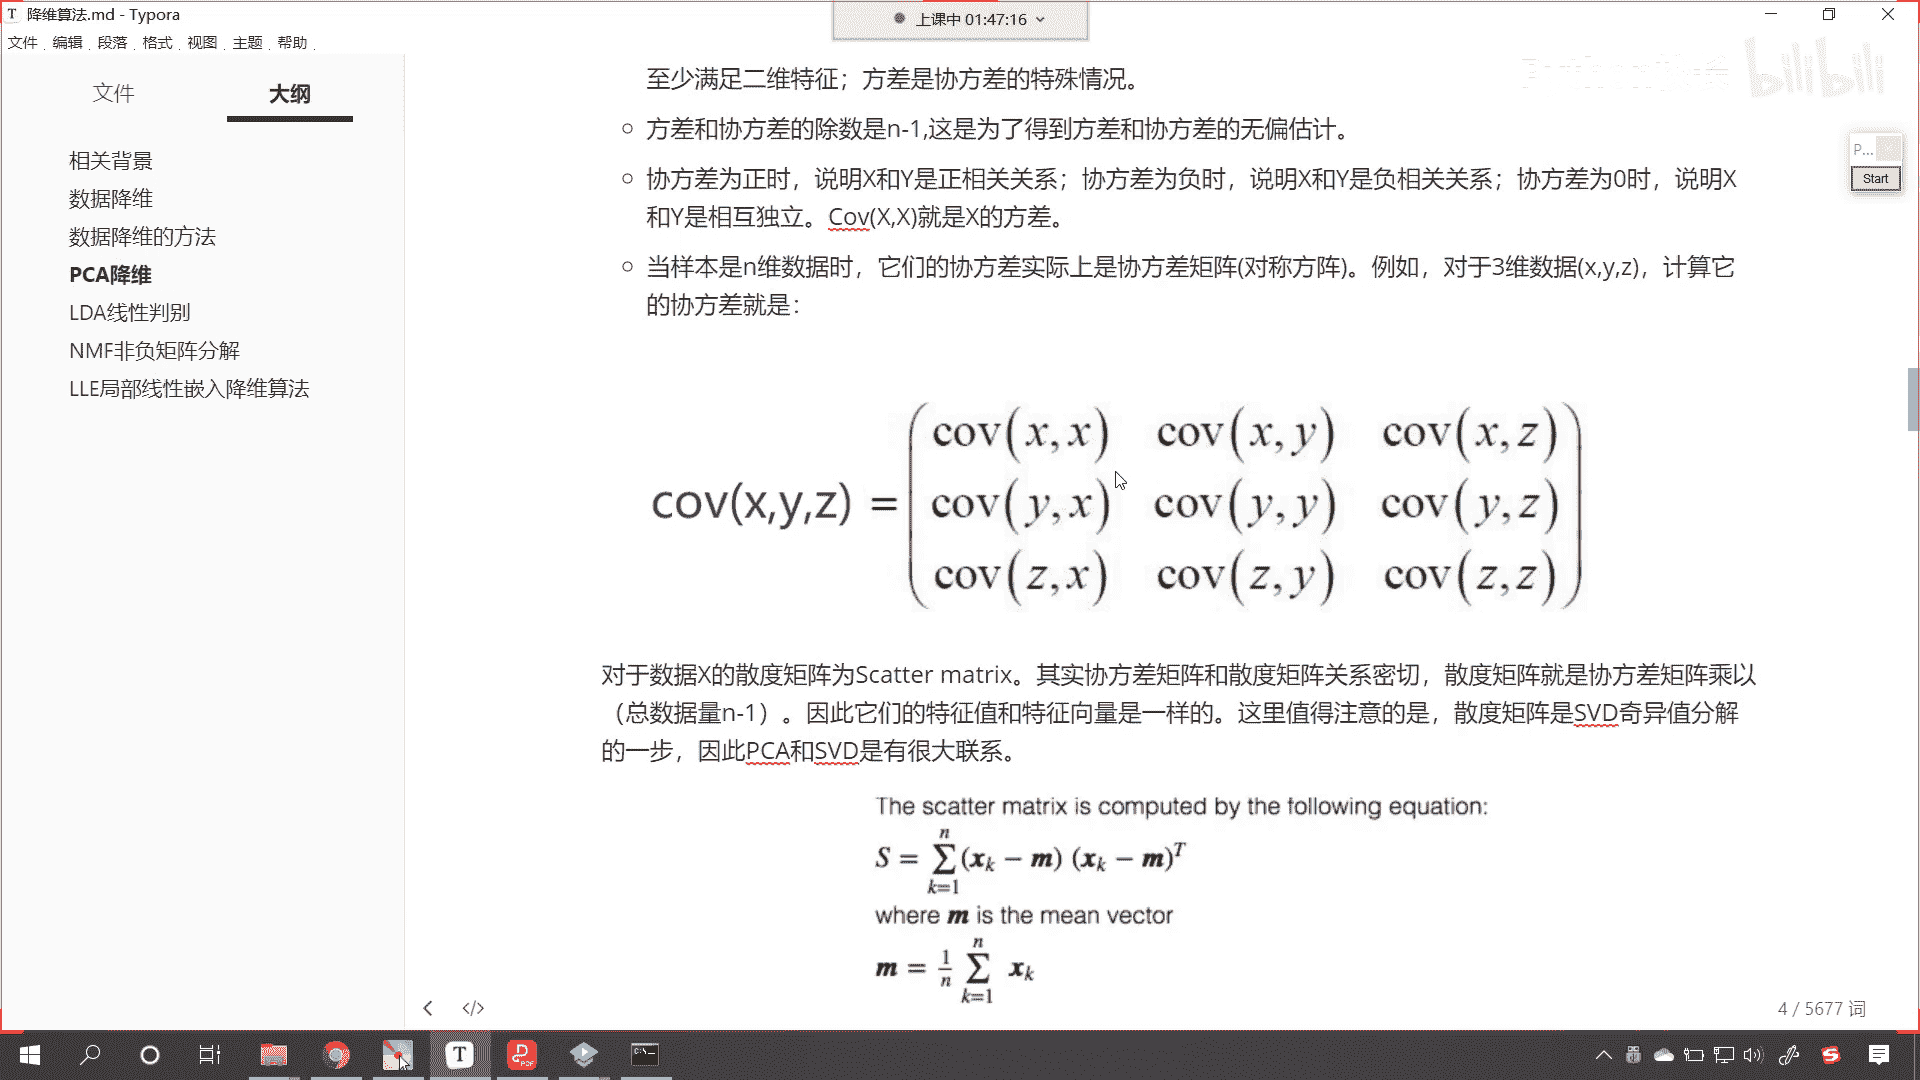 降维算法.md - Typora
上课中 01:47:16
文件 编辑 段落 格式 视图 主题 帮助
文件 大纲
相关背景
数据降维
数据降维的方法
PCA降维
LDA线性判别
NMF非负矩阵分解
LLE局部线性嵌入降维算法
至少满足二维特征；方差是协方差的特殊情况。
方差和协方差的除数是n-1,这是为了得到方差和协方差的无偏估计。
协方差为正时，说明X和Y是正相关关系；协方差为负时，说明X和Y是负相关关系；协方差为0时，说明X
和Y是相互独立。Cov(X,X)就是X的方差。
当样本是n维数据时，它们的协方差实际上是协方差矩阵(对称方阵)。例如，对于3维数据(x,y,z)，计算它
的协方差就是：
cov(x,x) cov(x,y) cov(x,z)
cov(x,y,z) = cov(y,x) cov(y,y) cov(y,z)
cov(z,x) cov(z,y) cov(z,z)
对于数据X的散度矩阵为Scatter matrix。其实协方差矩阵和散度矩阵关系密切，散度矩阵就是协方差矩阵乘以
（总数据量n-1）。因此它们的特征值和特征向量是一样的。这里值得注意的是，散度矩阵是SVD奇异值分解
的一步，因此PCA和SVD是有很大联系。
The scatter matrix is computed by the following equation:
S = ∑_{k=1}^{n} (x_k − m) (x_k − m)^T
where m is the mean vector
m = 1/n ∑_{k=1}^{n} x_k
4 / 5677 词
bilibili
P...
Start